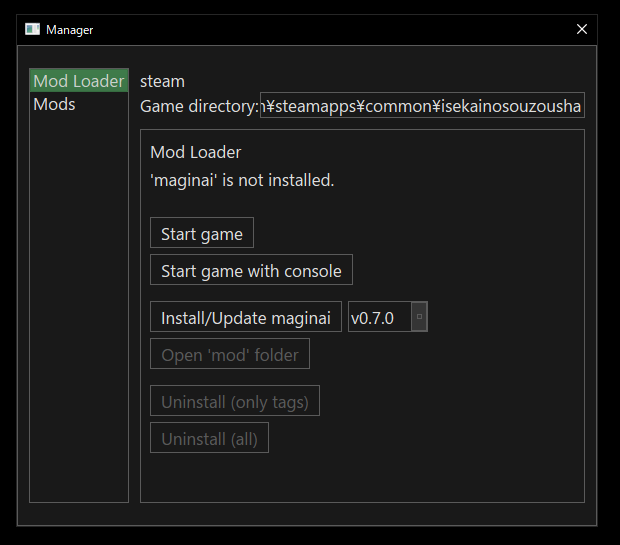 Manager
Mod Loader
Mods
steam
Game directory:n¥steamapps¥common¥isekainosouzousha
Mod Loader
'maginai' is not installed.
Start game
Start game with console
Install/Update maginai v0.7.0
Open 'mod' folder
Uninstall (only tags)
Uninstall (all)